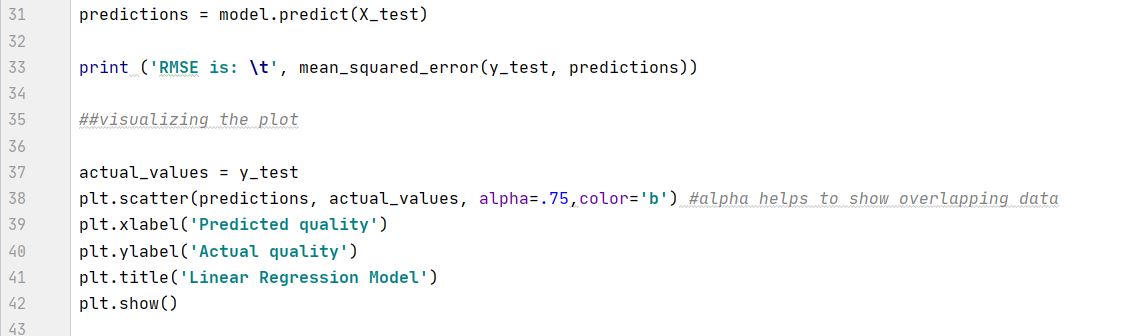 31 predictions = model.predict(X_test)
32
33 print ('RMSE is: \t', mean_squared_error(y_test, predictions))
34
35 ##visualizing the plot
36
37 actual_values = y_test
38 plt.scatter(predictions, actual_values, alpha=.75,color='b') #alpha helps to show overlapping data
39 plt.xlabel('Predicted quality')
40 plt.ylabel('Actual quality')
41 plt.title('Linear Regression Model')
42 plt.show()
43